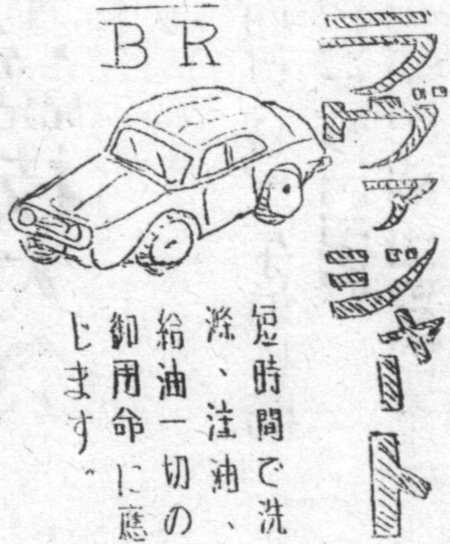 ラヴァジャート
BR
短時間で洗
滌、注油、
給油一切の
御用命に應
じます。